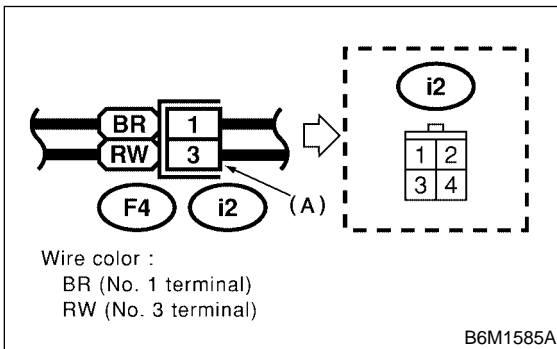 i2
BR 1
RW 3
1 2
3 4
F4 i2 (A)
Wire color :
BR (No. 1 terminal)
RW (No. 3 terminal)
B6M1585A